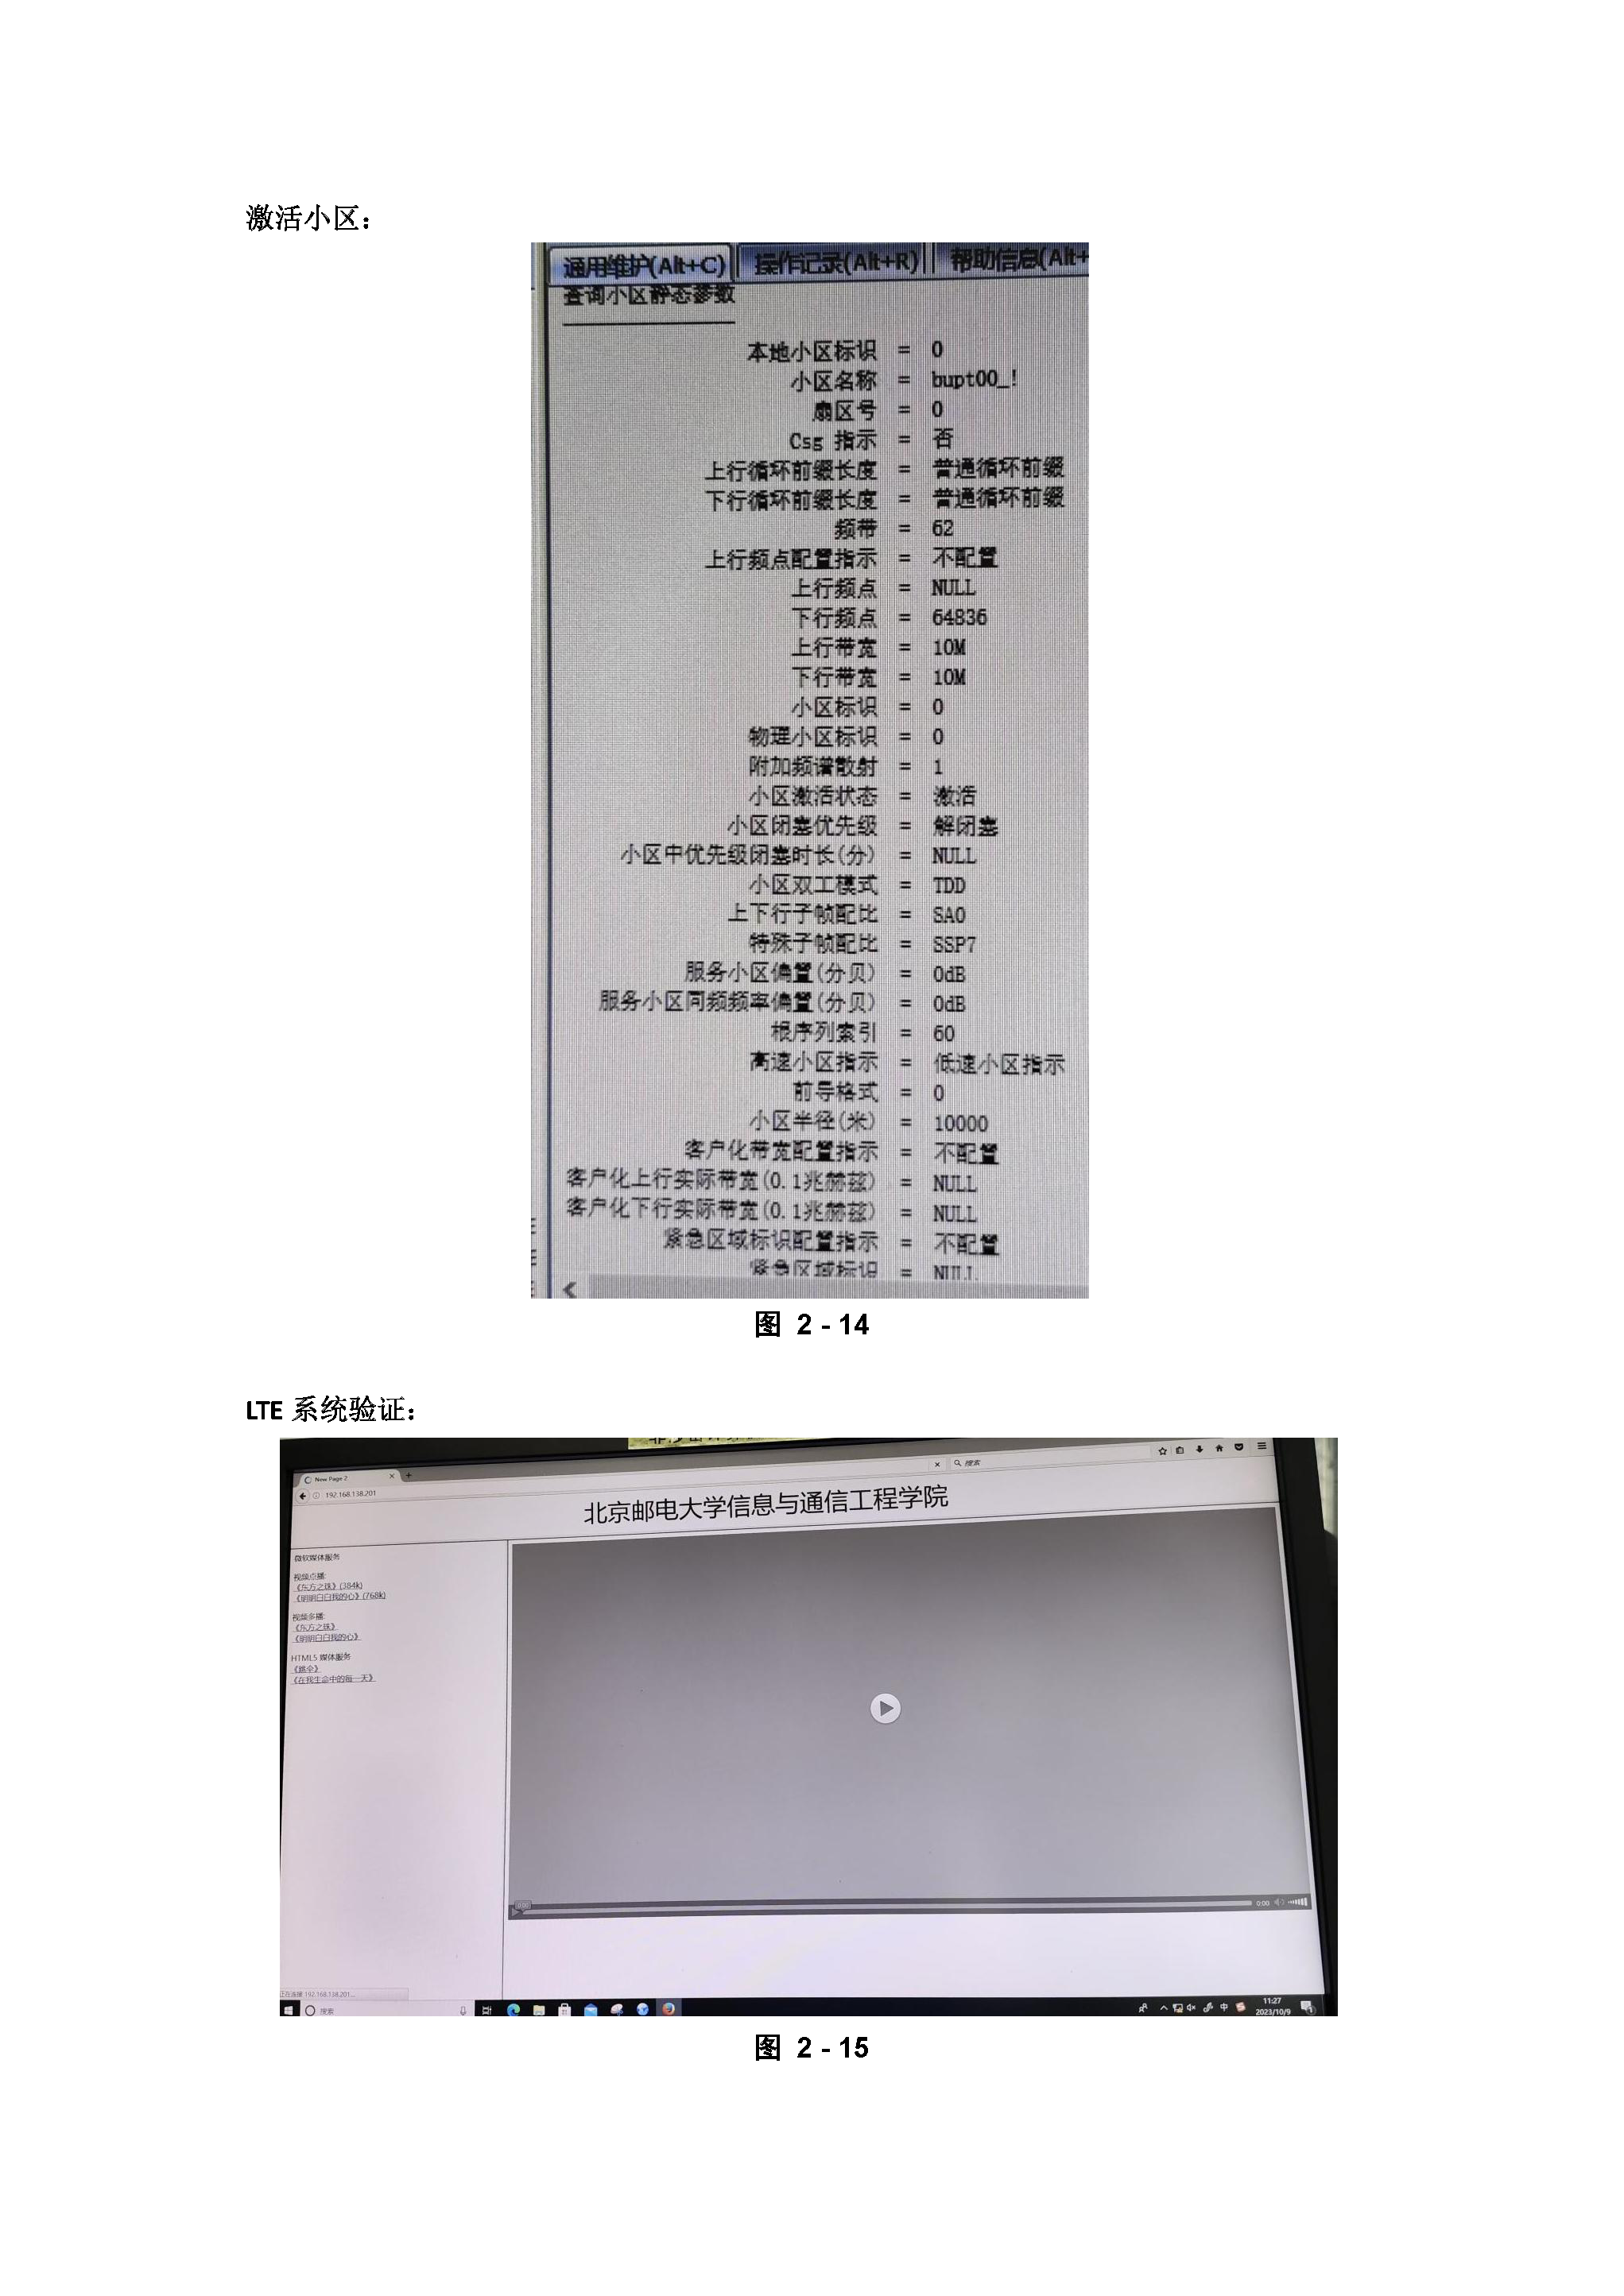 激活小区：
通用维护(Alt+C) 操作记录(Alt+R) 帮助信息(Alt+
查询小区静态参数
本地小区标识 = 0
小区名称 = bupt00_!
扇区号 = 0
Csg 指示 = 否
上行循环前缀长度 = 普通循环前缀
下行循环前缀长度 = 普通循环前缀
频带 = 62
上行频点配置指示 = 不配置
上行频点 = NULL
下行频点 = 64836
上行带宽 = 10M
下行带宽 = 10M
小区标识 = 0
物理小区标识 = 0
附加频谱散射 = 1
小区激活状态 = 激活
小区闭塞优先级 = 解闭塞
小区中优先级闭塞时长(分) = NULL
小区双工模式 = TDD
上下行子帧配比 = SA0
特殊子帧配比 = SSP7
服务小区偏置(分贝) = 0dB
服务小区同频频率偏置(分贝) = 0dB
根序列索引 = 60
高速小区指示 = 低速小区指示
前导格式 = 0
小区半径(米) = 10000
客户化带宽配置指示 = 不配置
客户化上行实际带宽(0.1兆赫兹) = NULL
客户化下行实际带宽(0.1兆赫兹) = NULL
紧急区域标识配置指示 = 不配置
紧急区域标识 = NULL
图 2 - 14
LTE 系统验证：
New Page 2
192.168.138.201
搜索
北京邮电大学信息与通信工程学院
微软媒体服务
视频点播:
《东方之珠》(384k)
《明明白白我的心》(768k)
视频多播:
《东方之珠》
《明明白白我的心》
HTML5 媒体服务
《跳伞》
《在我生命中的每一天》
0:00
0:00
正在连接 192.168.138.201...
搜索
中
11:27
2023/10/9
图 2 - 15